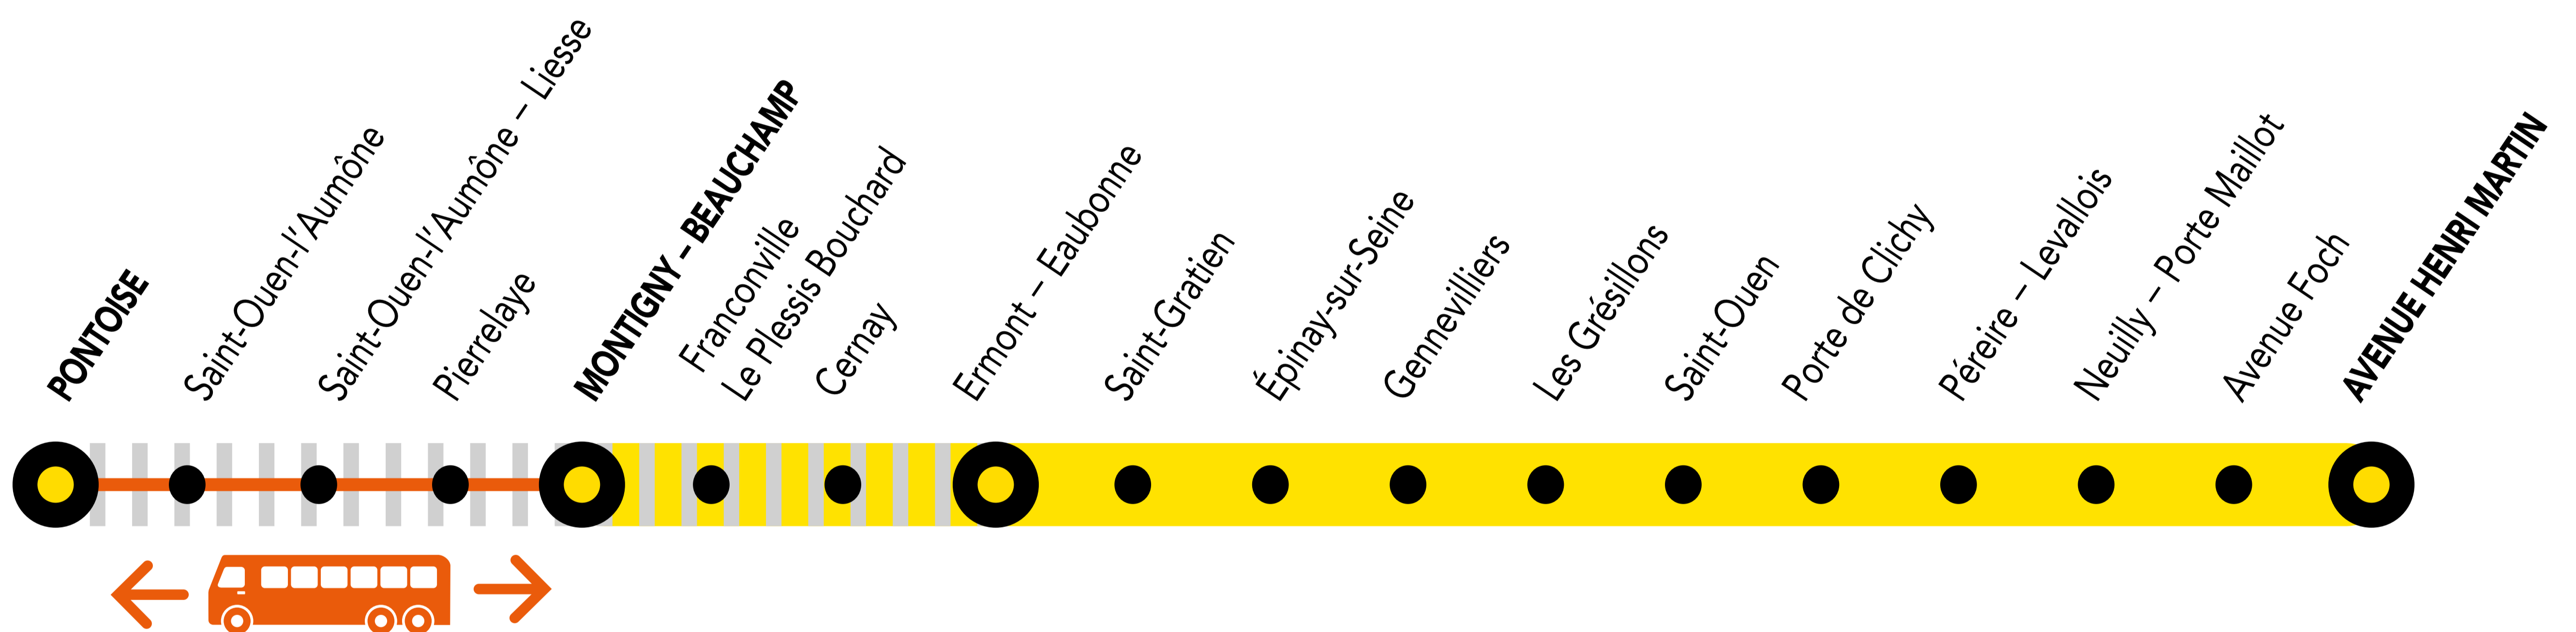 PONTOISE
Saint-Ouen-l'Aumône
Saint-Ouen-l'Aumône – Liesse
Pierrelaye
MONTIGNY – BEAUCHAMP
Franconville
Le Plessis Bouchard
Cernay
Ermont – Eaubonne
Saint-Gratien
Épinay-sur-Seine
Gennevilliers
Les Grésillons
Saint-Ouen
Porte de Clichy
Péreire – Levallois
Neuilly – Porte Maillot
Avenue Foch
AVENUE HENRI MARTIN